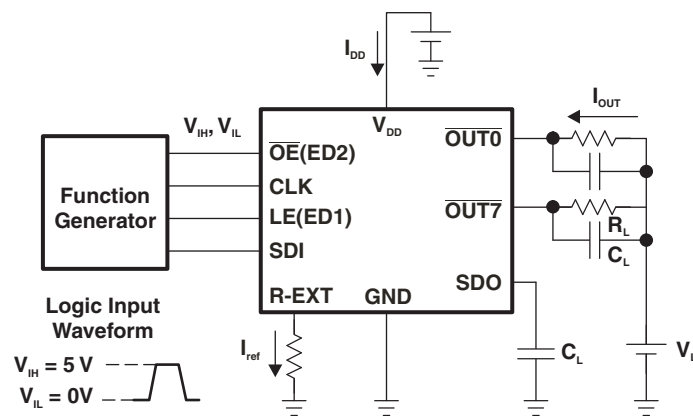 I_DD
I_OUT
V_IH, V_IL
V_DD
OUT0
OE(ED2)
Function
Generator
CLK
LE(ED1)
OUT7
R_L
SDI
C_L
SDO
R-EXT
GND
Logic Input
Waveform
V_IH = 5 V
I_ref
C_L
V_L
V_IL = 0V